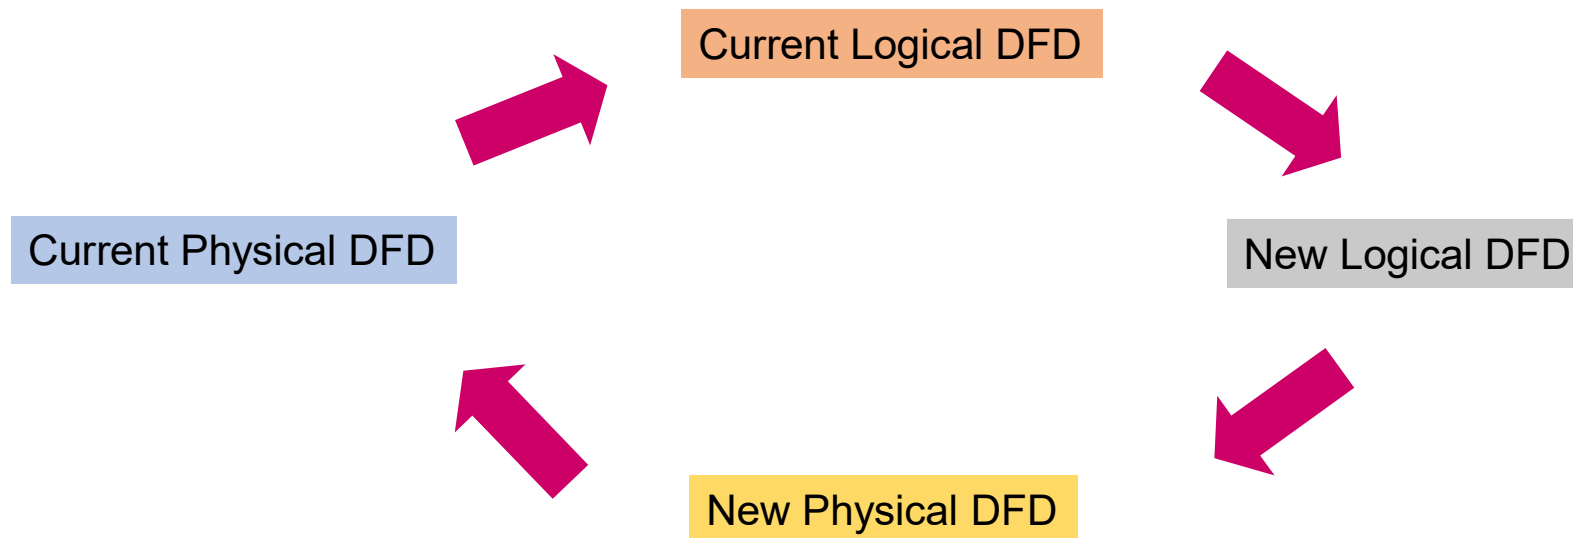 Current Logical DFD
Current Physical DFD
New Logical DFD
New Physical DFD